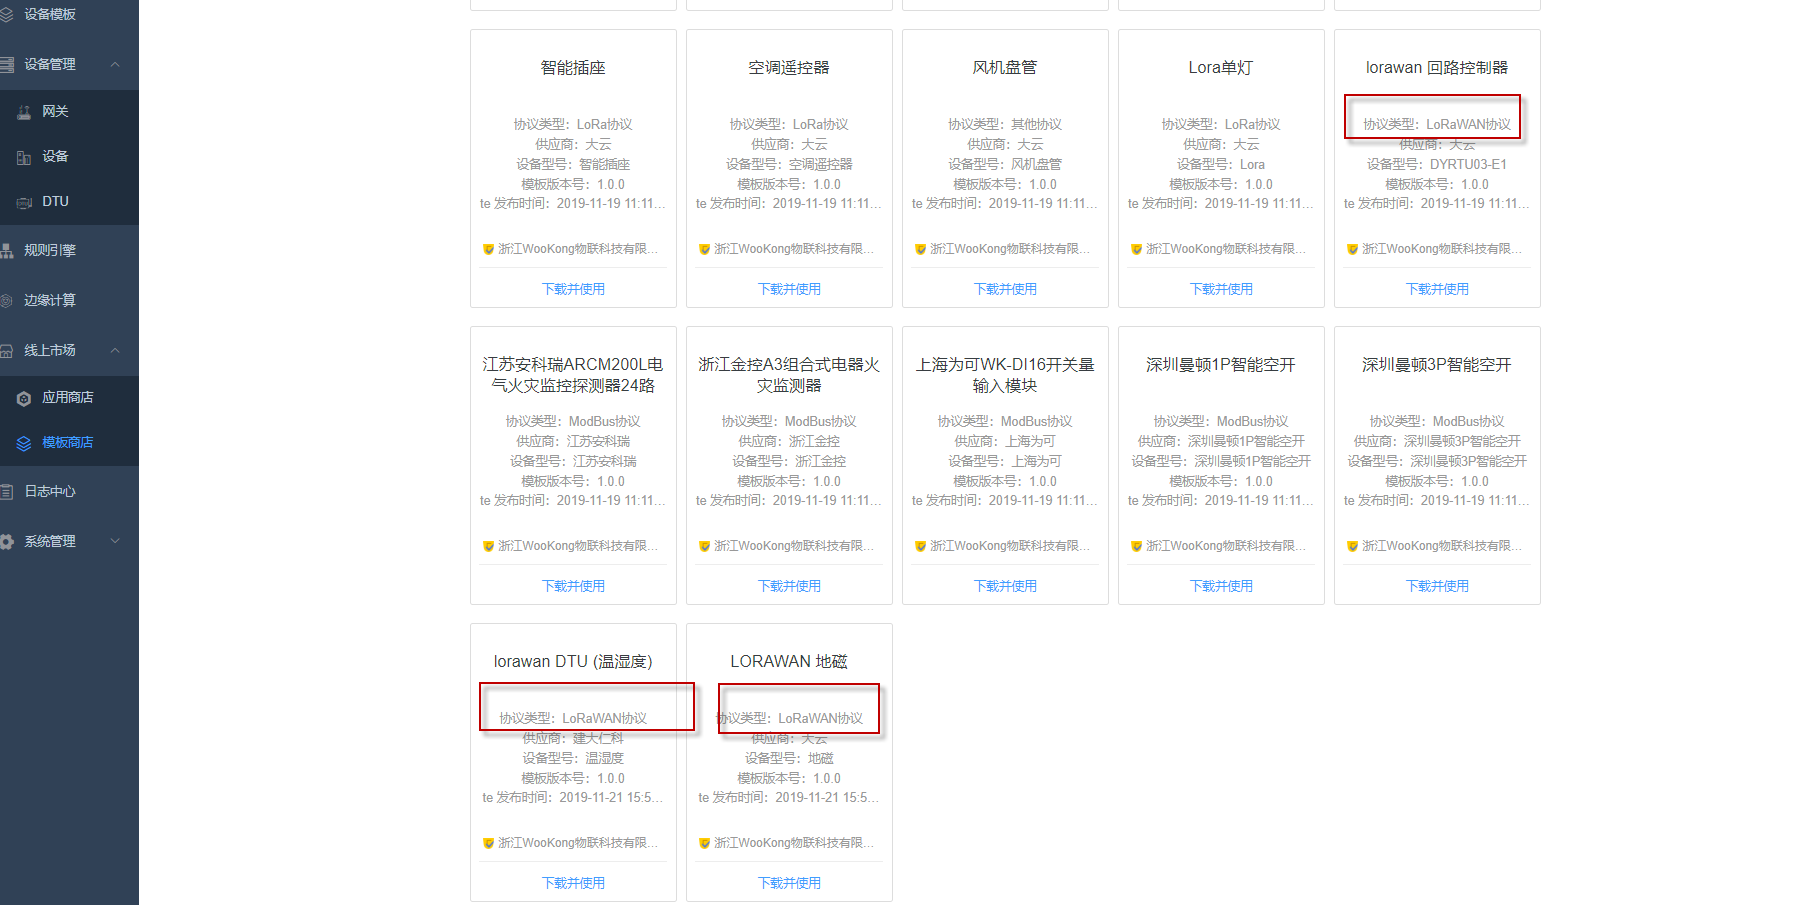 设备模板
设备管理
网关
设备
DTU
规则引擎
边缘计算
线上市场
应用商店
模板商店
日志中心
系统管理
智能插座
协议类型：LoRa协议
供应商：大云
设备型号：智能插座
模板版本号：1.0.0
te 发布时间：2019-11-19 11:11...
浙江WooKong物联科技有限...
下载并使用
空调遥控器
协议类型：LoRa协议
供应商：大云
设备型号：空调遥控器
模板版本号：1.0.0
te 发布时间：2019-11-19 11:11...
浙江WooKong物联科技有限...
下载并使用
风机盘管
协议类型：其他协议
供应商：大云
设备型号：风机盘管
模板版本号：1.0.0
te 发布时间：2019-11-19 11:11...
浙江WooKong物联科技有限...
下载并使用
Lora单灯
协议类型：LoRa协议
供应商：大云
设备型号：Lora
模板版本号：1.0.0
te 发布时间：2019-11-19 11:11...
浙江WooKong物联科技有限...
下载并使用
lorawan 回路控制器
协议类型：LoRaWAN协议
供应商：大云
设备型号：DYRTU03-E1
模板版本号：1.0.0
te 发布时间：2019-11-19 11:11...
浙江WooKong物联科技有限...
下载并使用
江苏安科瑞ARCM200L电
气火灾监控探测器24路
协议类型：ModBus协议
供应商：江苏安科瑞
设备型号：江苏安科瑞
模板版本号：1.0.0
te 发布时间：2019-11-19 11:11...
浙江WooKong物联科技有限...
下载并使用
浙江金控A3组合式电器火
灾监测器
协议类型：ModBus协议
供应商：浙江金控
设备型号：浙江金控
模板版本号：1.0.0
te 发布时间：2019-11-19 11:11...
浙江WooKong物联科技有限...
下载并使用
上海为可WK-DI16开关量
输入模块
协议类型：ModBus协议
供应商：上海为可
设备型号：上海为可
模板版本号：1.0.0
te 发布时间：2019-11-19 11:11...
浙江WooKong物联科技有限...
下载并使用
深圳曼顿1P智能空开
协议类型：ModBus协议
供应商：深圳曼顿1P智能空开
设备型号：深圳曼顿1P智能空开
模板版本号：1.0.0
te 发布时间：2019-11-19 11:11...
浙江WooKong物联科技有限...
下载并使用
深圳曼顿3P智能空开
协议类型：ModBus协议
供应商：深圳曼顿3P智能空开
设备型号：深圳曼顿3P智能空开
模板版本号：1.0.0
te 发布时间：2019-11-19 11:11...
浙江WooKong物联科技有限...
下载并使用
lorawan DTU (温湿度)
协议类型：LoRaWAN协议
供应商：建大仁科
设备型号：温湿度
模板版本号：1.0.0
te 发布时间：2019-11-21 15:5...
浙江WooKong物联科技有限...
下载并使用
LORAWAN 地磁
协议类型：LoRaWAN协议
供应商：大云
设备型号：地磁
模板版本号：1.0.0
te 发布时间：2019-11-21 15:5...
浙江WooKong物联科技有限...
下载并使用